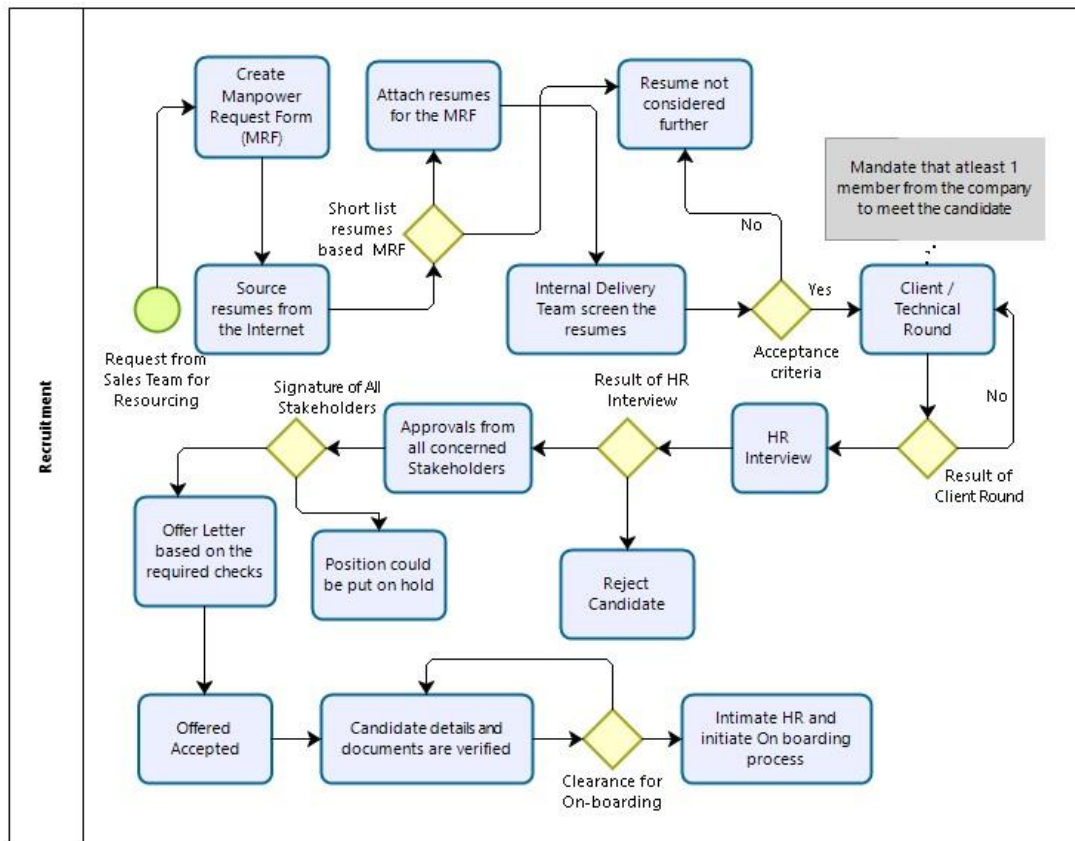 Recruitment
Create
Manpower
Request Form
(MRF)
Attach resumes
for the MRF
Resume not
considered
further
Mandate that atleast 1
member from the company
to meet the candidate
Short list
resumes
based MRF
No
Source
resumes from
the Internet
Internal Delivery
Team screen the
resumes
Yes
Client /
Technical
Round
Request from
Sales Team for
Resourcing
Acceptance
criteria
Signature of All
Stakeholders
Result of HR
Interview
No
Approvals from
all concerned
Stakeholders
HR
Interview
Result of
Client Round
Offer Letter
based on the
required checks
Position could
be put on hold
Reject
Candidate
Offered
Accepted
Candidate details and
documents are verified
Intimate HR and
initiate On boarding
process
Clearance for
On-boarding